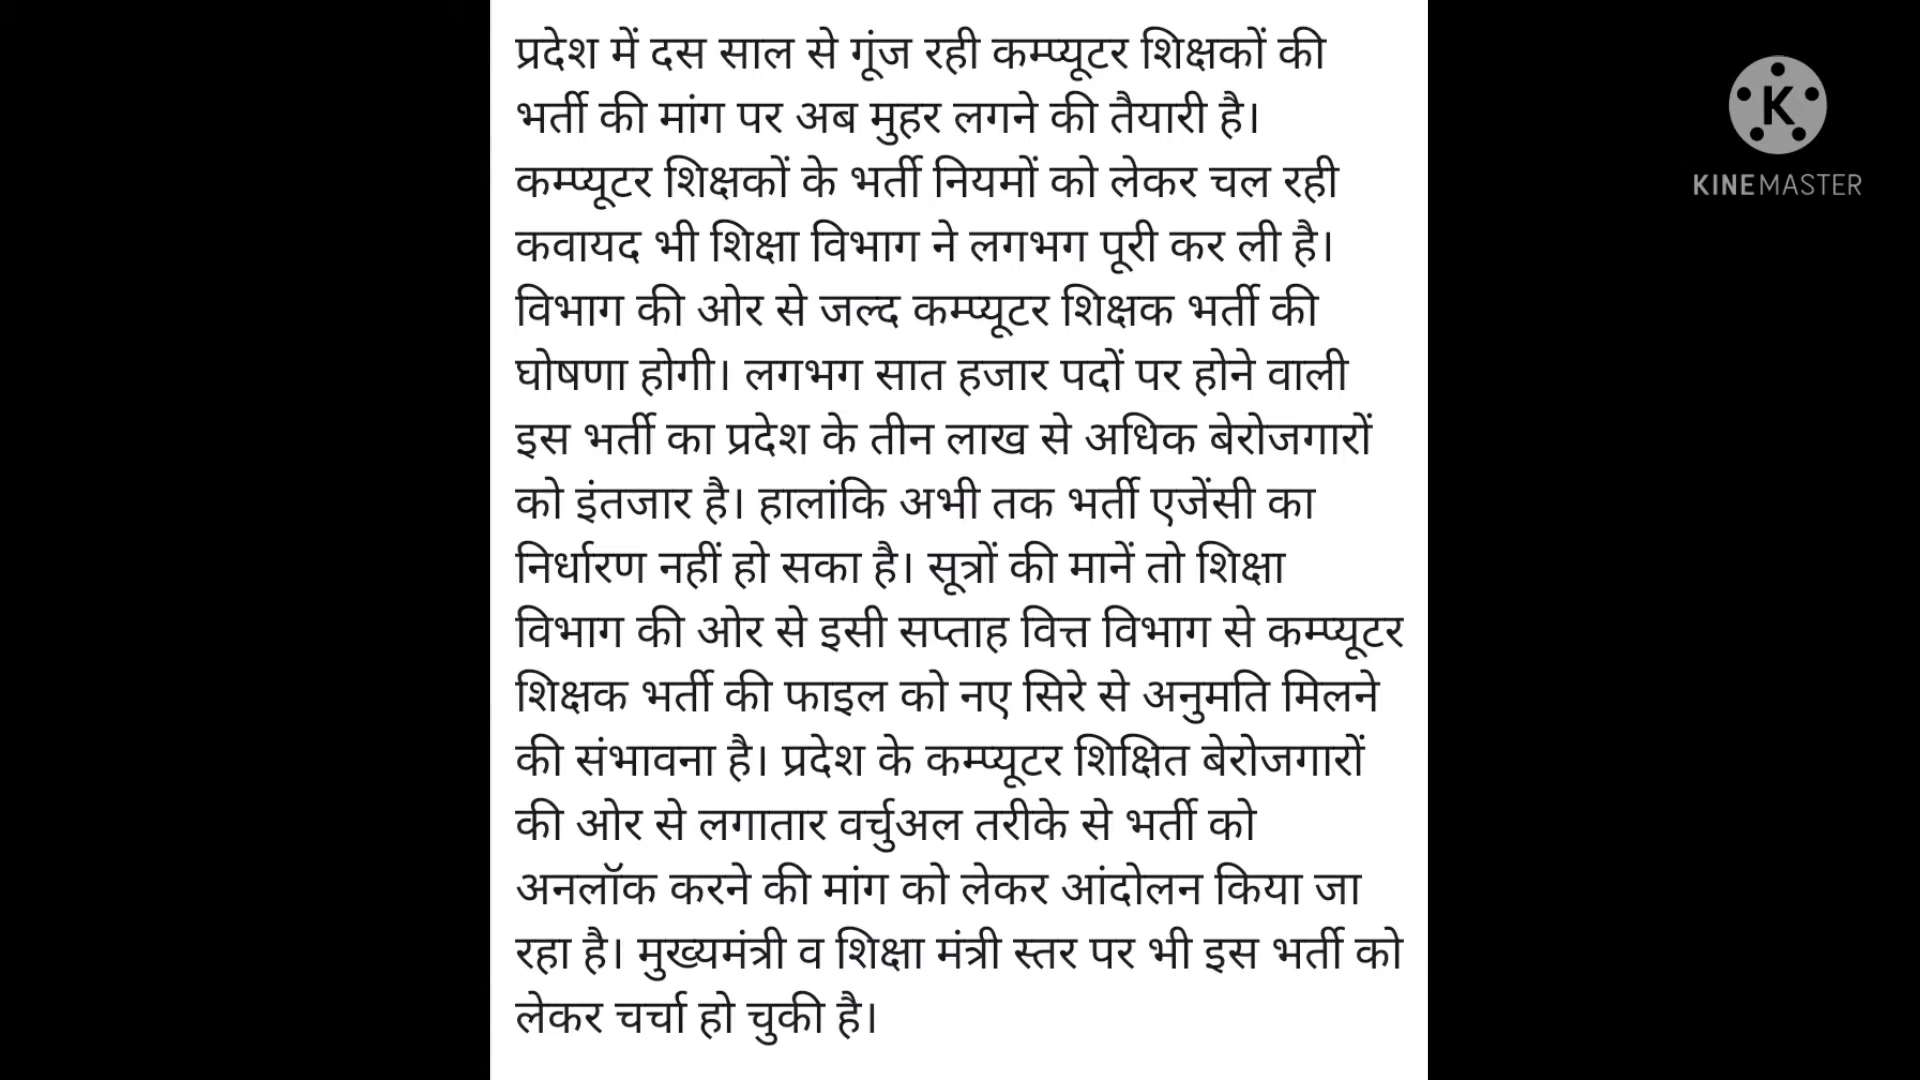 प्रदेश में दस साल से गूंज रही कम्प्यूटर शिक्षकों की
भर्ती की मांग पर अब मुहर लगने की तैयारी है।
कम्प्यूटर शिक्षकों के भर्ती नियमों को लेकर चल रही
कवायद भी शिक्षा विभाग ने लगभग पूरी कर ली है।
विभाग की ओर से जल्द कम्प्यूटर शिक्षक भर्ती की
घोषणा होगी। लगभग सात हजार पदों पर होने वाली
इस भर्ती का प्रदेश के तीन लाख से अधिक बेरोजगारों
को इंतजार है। हालांकि अभी तक भर्ती एजेंसी का
निर्धारण नहीं हो सका है। सूत्रों की मानें तो शिक्षा
विभाग की ओर से इसी सप्ताह वित्त विभाग से कम्प्यूटर
शिक्षक भर्ती की फाइल को नए सिरे से अनुमति मिलने
की संभावना है। प्रदेश के कम्प्यूटर शिक्षित बेरोजगारों
की ओर से लगातार वर्चुअल तरीके से भर्ती को
अनलॉक करने की मांग को लेकर आंदोलन किया जा
रहा है। मुख्यमंत्री व शिक्षा मंत्री स्तर पर भी इस भर्ती को
लेकर चर्चा हो चुकी है।
K
KINEMASTER